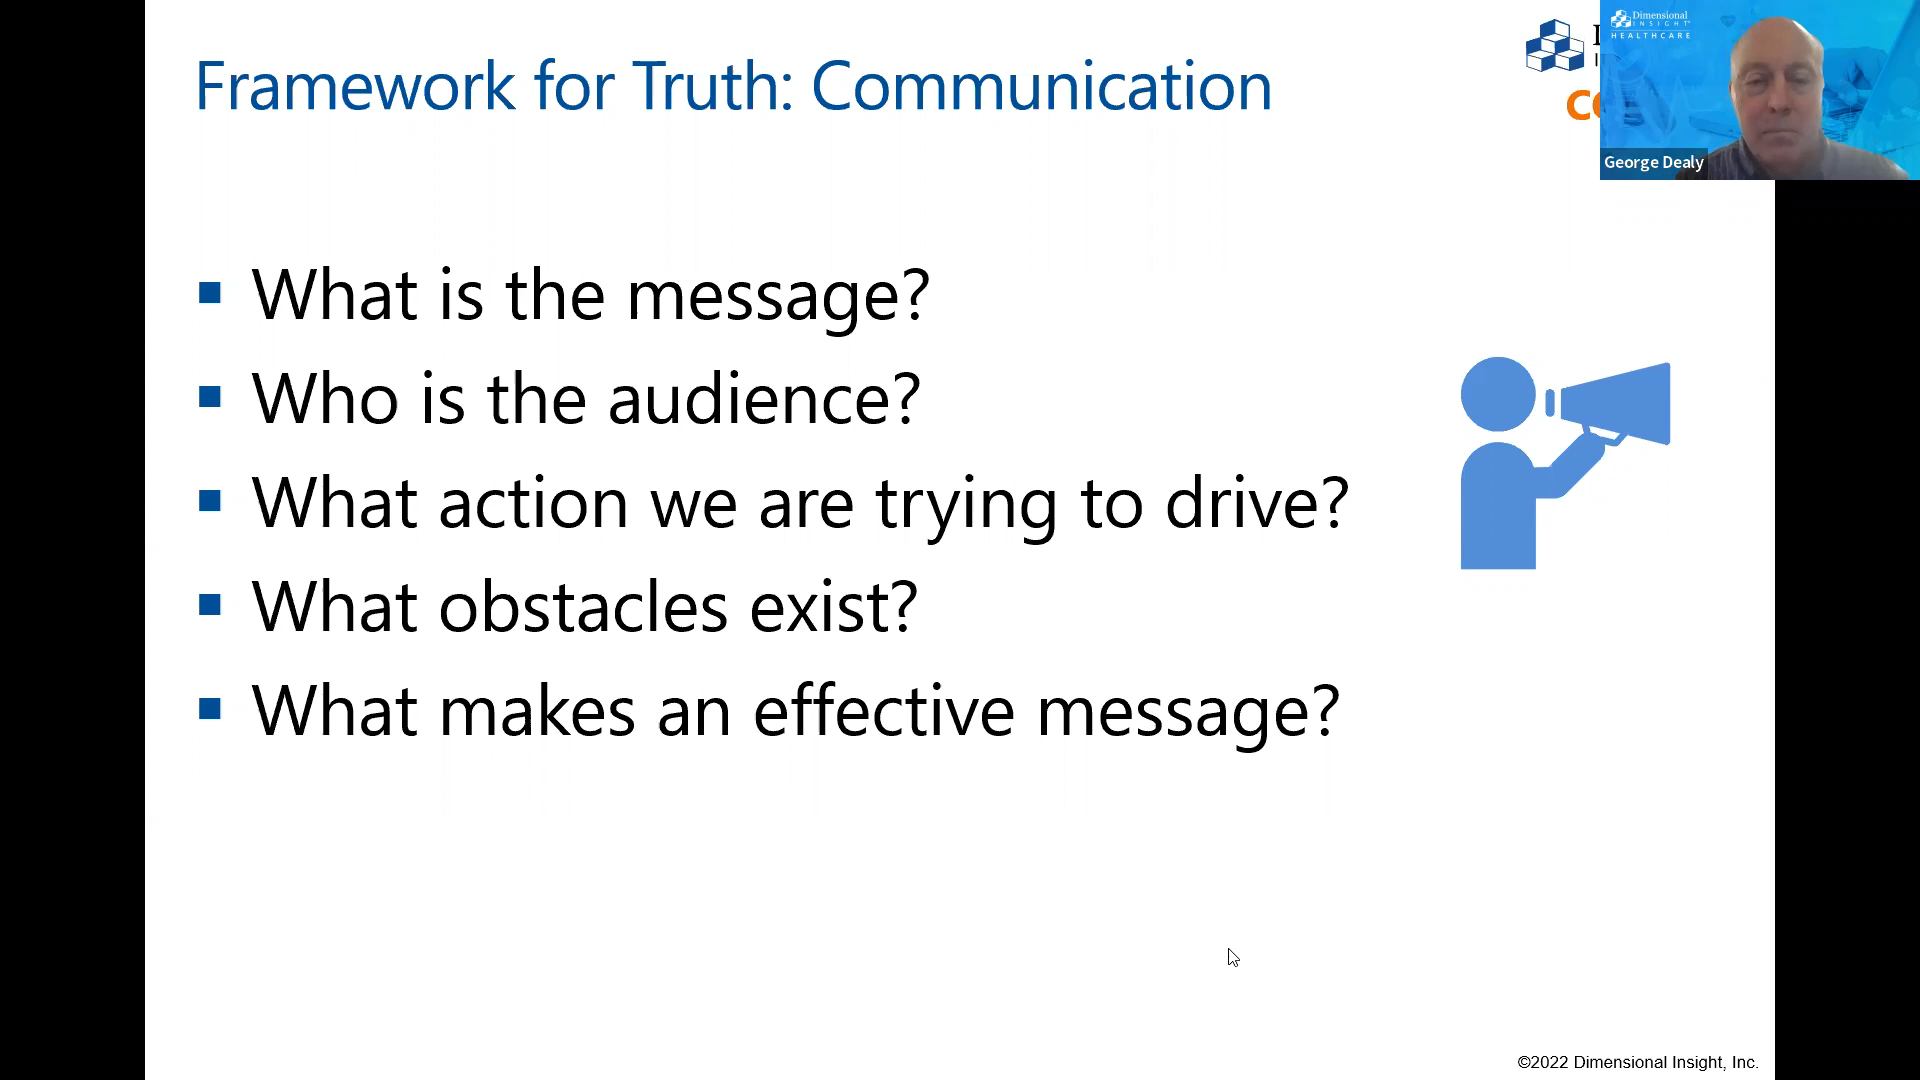 Framework for Truth: Communication
Dimensional
INSIGHT
HEALTHCARE
George Dealy
What is the message?
Who is the audience?
What action we are trying to drive?
What obstacles exist?
What makes an effective message?
©2022 Dimensional Insight, Inc.